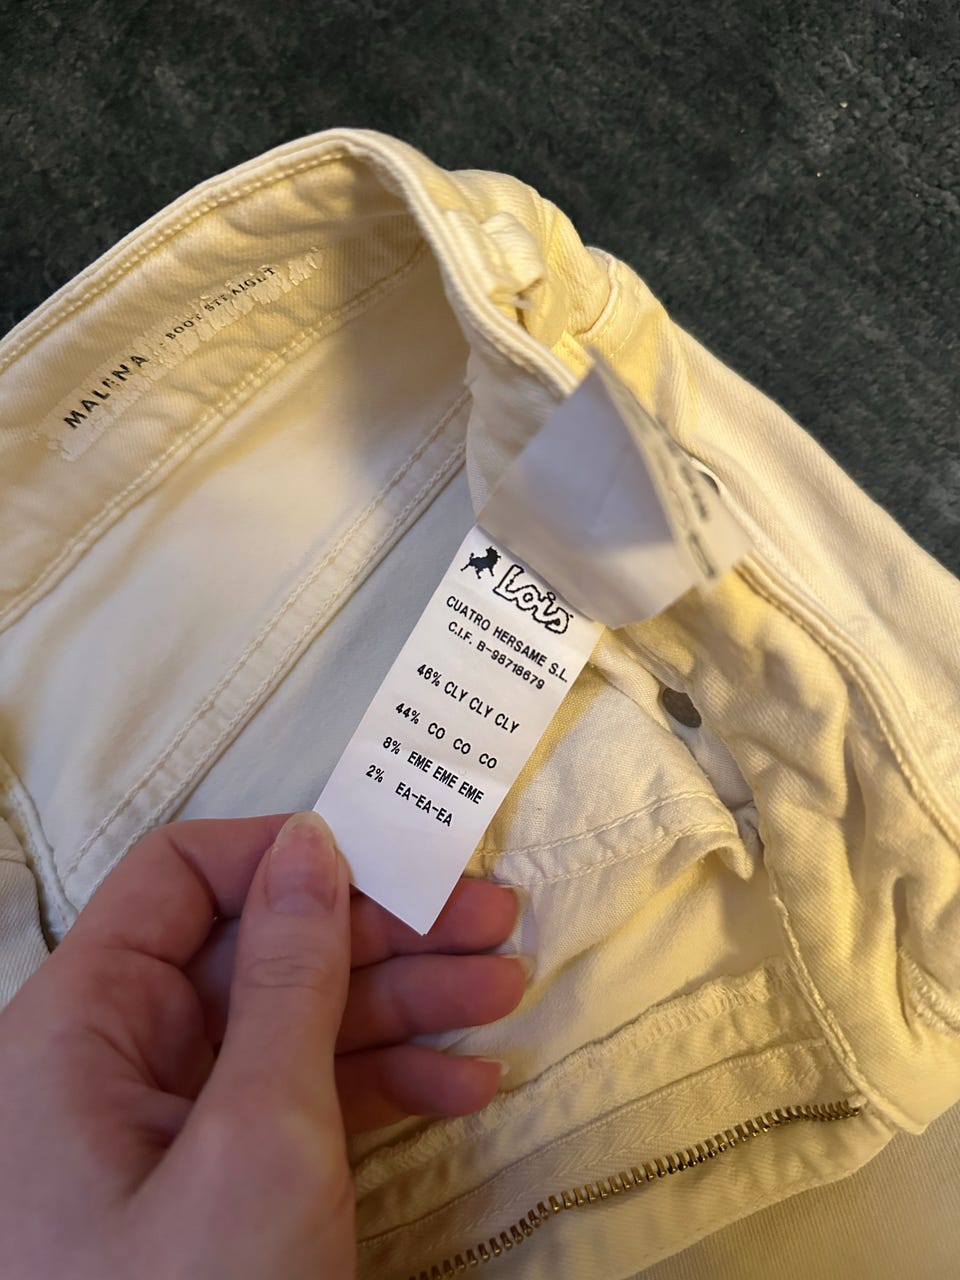 MALENA - BOOT STRAIGHT
Lois
CUATRO HERSAME S.L.
C.I.F. B-98718679
46% CLY CLY CLY
44% CO CO CO
8% EME EME EME
2% EA-EA-EA